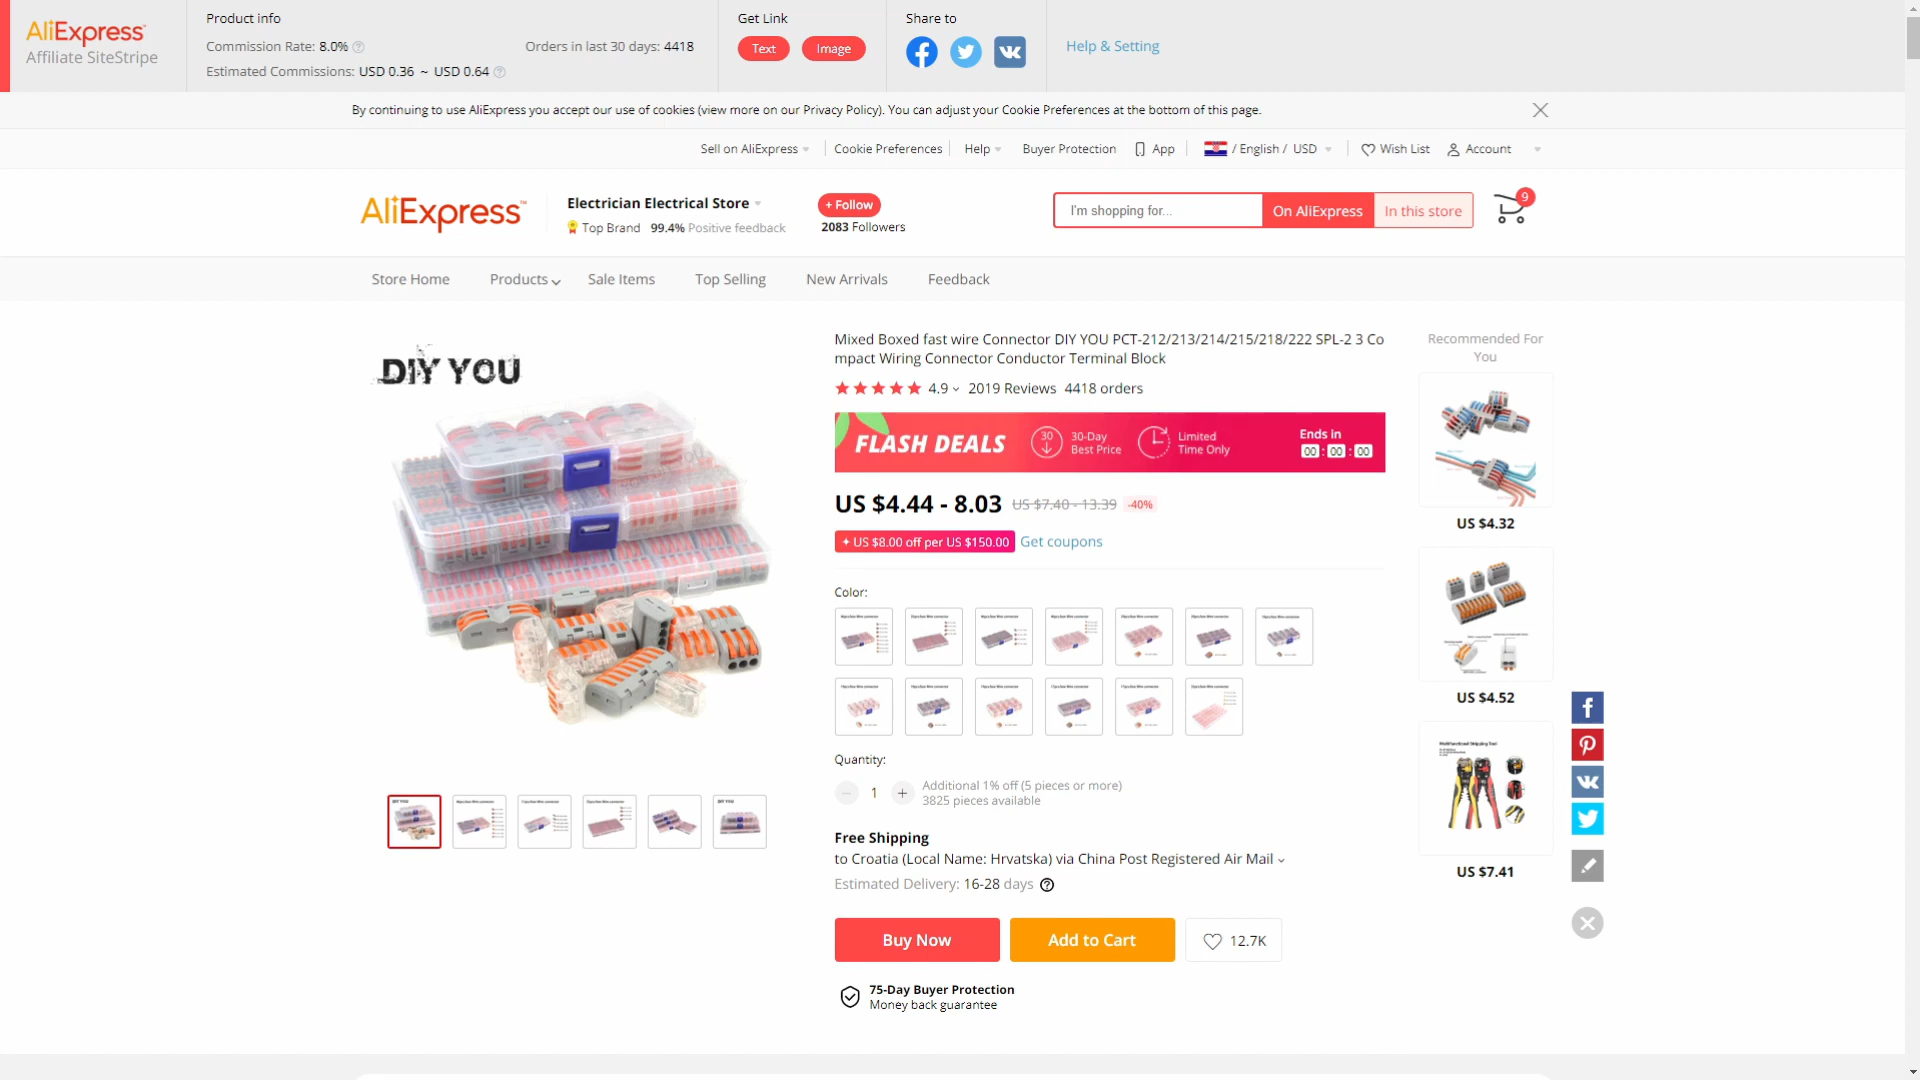 AliExpress™
Affiliate SiteStripe
Product info
Commission Rate: 8.0%
Orders in last 30 days: 4418
Estimated Commissions: USD 0.36 ~ USD 0.64
Get Link
Text
Image
Share to
Help & Setting
By continuing to use AliExpress you accept our use of cookies (view more on our Privacy Policy). You can adjust your Cookie Preferences at the bottom of this page.
Sell on AliExpress
Cookie Preferences
Help
Buyer Protection
App
/ English / USD
Wish List
Account
AliExpress™
Electrician Electrical Store
Top Brand 99.4% Positive feedback
+ Follow
2083 Followers
I'm shopping for...
On AliExpress
In this store
9
Store Home
Products
Sale Items
Top Selling
New Arrivals
Feedback
DIY YOU
Mixed Boxed fast wire Connector DIY YOU PCT-212/213/214/215/218/222 SPL-2 3 Co
mpact Wiring Connector Conductor Terminal Block
4.9 2019 Reviews 4418 orders
FLASH DEALS
30
30-Day
Best Price
Limited
Time Only
Ends in
00 : 00 : 00
US $4.44 - 8.03 US $7.40 - 13.39 -40%
US $8.00 off per US $150.00 Get coupons
Color:
Quantity:
1
Additional 1% off (5 pieces or more)
3825 pieces available
Free Shipping
to Croatia (Local Name: Hrvatska) via China Post Registered Air Mail
Estimated Delivery: 16-28 days
Buy Now
Add to Cart
12.7K
75-Day Buyer Protection
Money back guarantee
Recommended For
You
US $4.32
US $4.52
US $7.41